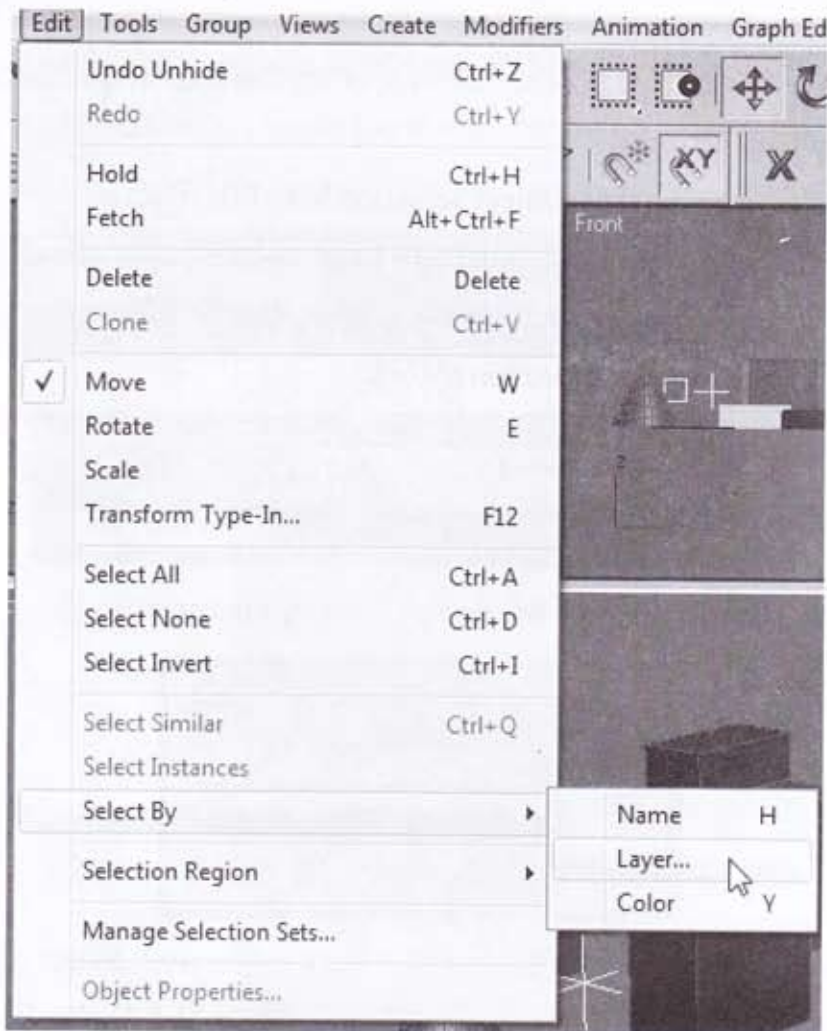 Edit Tools Group Views Create Modifiers Animation Graph Ed
Undo Unhide Ctrl+Z
Redo Ctrl+Y
Hold Ctrl+H
Fetch Alt+Ctrl+F
Delete Delete
Clone Ctrl+V
Move W
Rotate E
Scale
Transform Type-In... F12
Select All Ctrl+A
Select None Ctrl+D
Select Invert Ctrl+I
Select Similar Ctrl+Q
Select Instances
Select By
Selection Region
Manage Selection Sets...
Object Properties...
Name H
Layer...
Color Y
XY X
Front
z